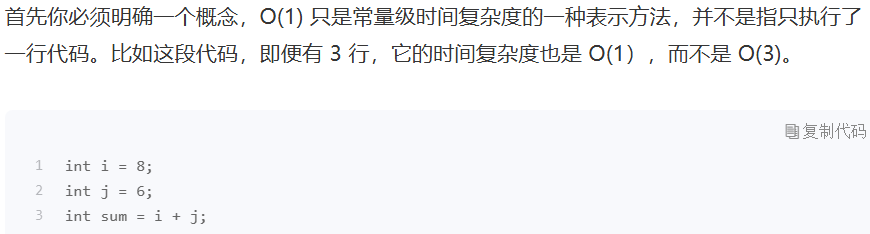 首先你必须明确一个概念，O(1) 只是常量级时间复杂度的一种表示方法，并不是指只执行了
一行代码。比如这段代码，即便有 3 行，它的时间复杂度也是 O(1），而不是 O(3)。
复制代码
1 int i = 8;
2 int j = 6;
3 int sum = i + j;